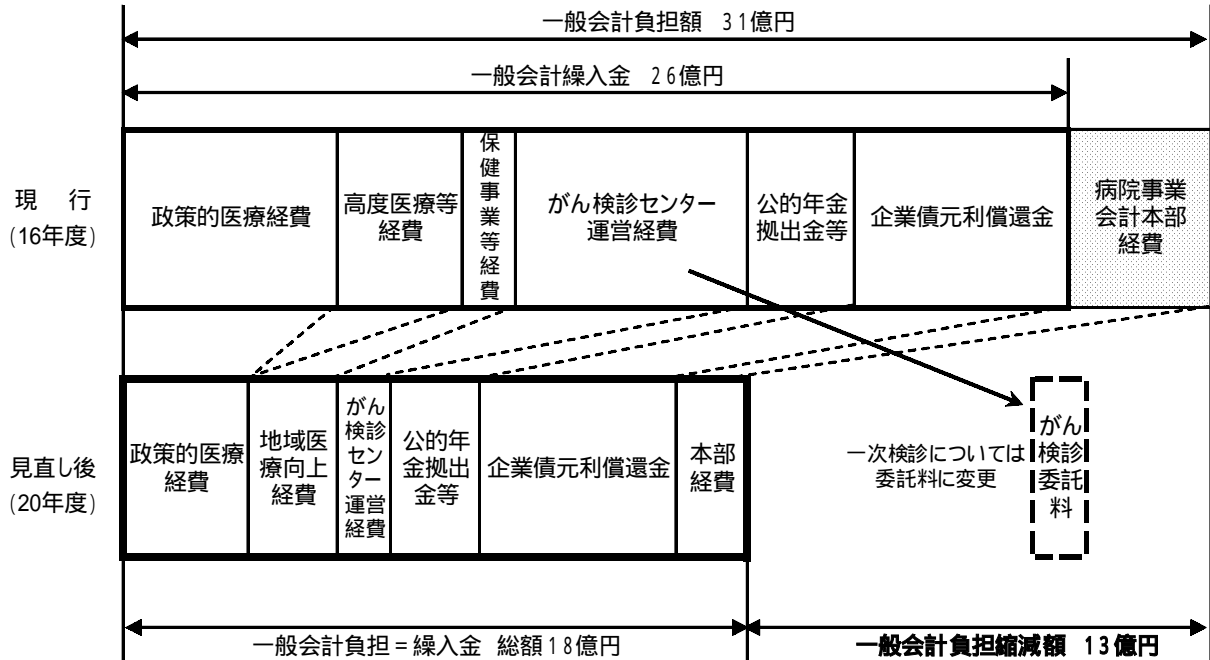 一般会計負担額 31億円
一般会計繰入金 26億円
現 行
(16年度)
政策的医療経費
高度医療等
経費
保健事業等経費
がん検診センター
運営経費
公的年金
拠出金等
企業債元利償還金
病院事業
会計本部
経費
見直し後
(20年度)
政策的医療
経費
地域医
療向上
経費
がん
検診
セン
ター
運営
経費
公的年
金拠出
金等
企業債元利償還金
本部
経費
一次検診については
委託料に変更
がん
検診
委託
料
一般会計負担=繰入金 総額18億円
一般会計負担縮減額 13億円